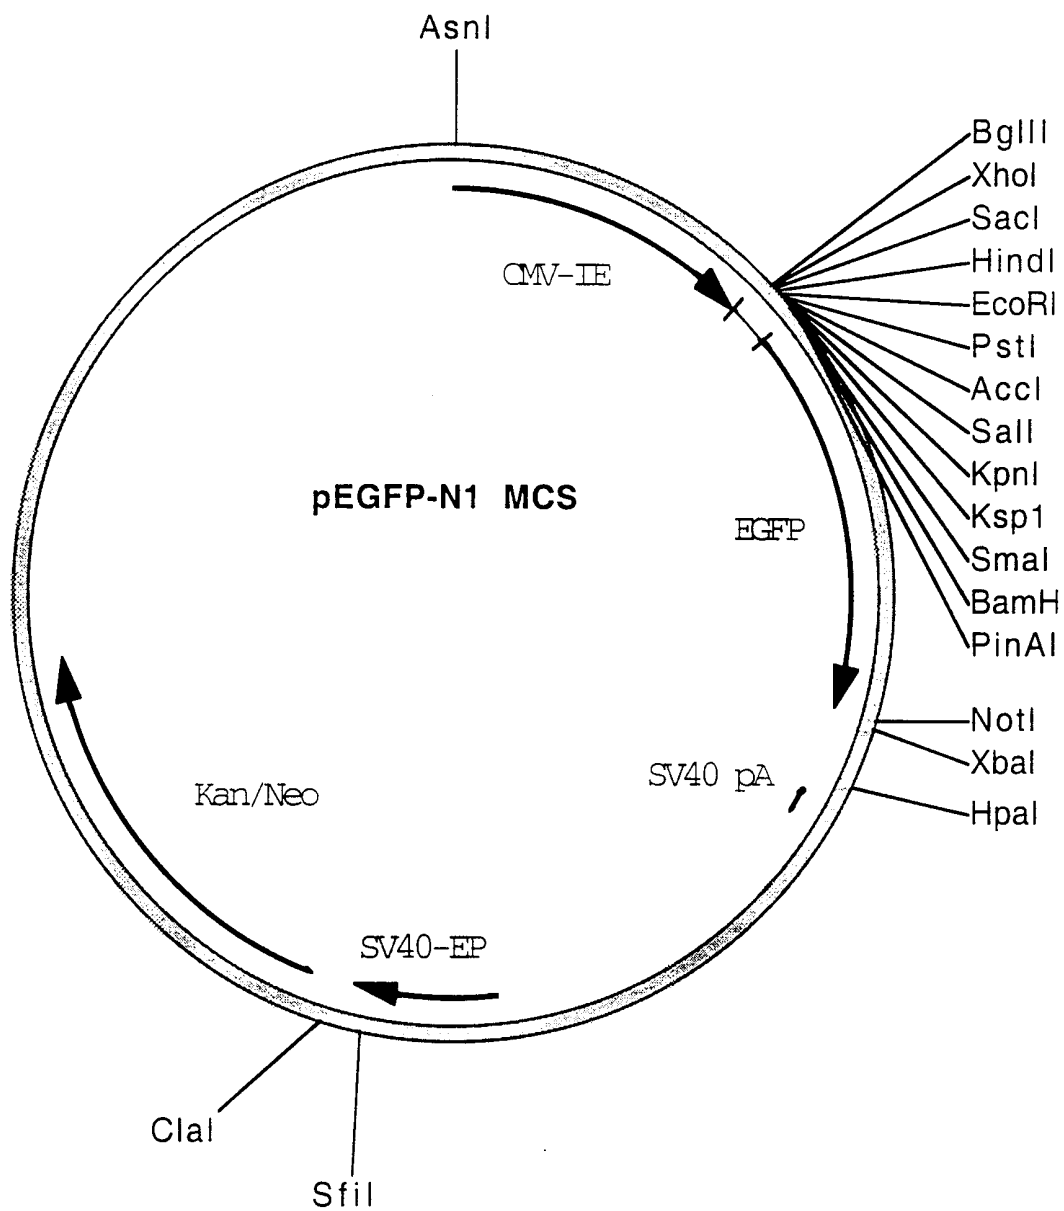 AsnI
BglII
XhoI
SacI
HindI
EcoRI
PstI
AccI
SalI
KpnI
Ksp1
SmaI
BamH
PinAI
NotI
XbaI
HpaI
CMV-IE
pEGFP-N1 MCS
EGFP
SV40 pA
Kan/Neo
SV40-EP
ClaI
SfiI